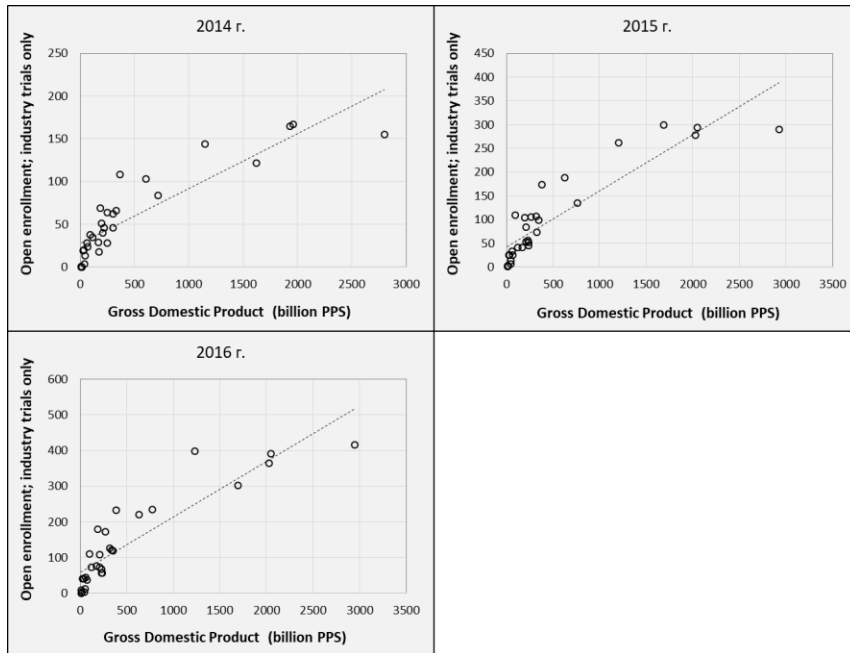 2014 г.
Open enrollment; industry trials only
250
200
150
100
50
0
0 500 1000 1500 2000 2500 3000
Gross Domestic Product (billion PPS)
2015 г.
Open enrollment; industry trials only
450
400
350
300
250
200
150
100
50
0
0 500 1000 1500 2000 2500 3000 3500
Gross Domestic Product (billion PPS)
2016 г.
Open enrollment; industry trials only
600
500
400
300
200
100
0
0 500 1000 1500 2000 2500 3000 3500
Gross Domestic Product (billion PPS)